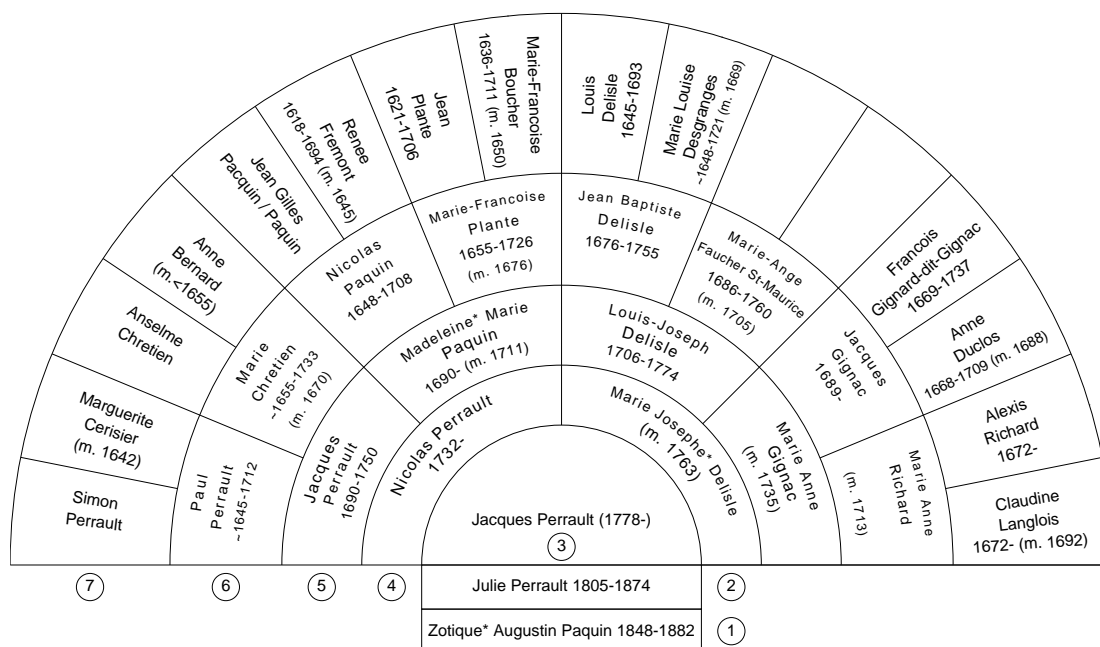 Simon
Perrault
Marguerite
Cerisier
(m. 1642)
Anselme
Chretien
Anne
Bernard
(m.<1655)
Jean Gilles
Pacquin / Paquin
Renee
Fremont
1618-1694 (m. 1645)
Jean
Plante
1621-1706
Marie-Francoise
Boucher
1636-1711 (m. 1650)
Louis
Delisle
1645-1693
Marie Louise
Desgranges
~1648-1721 (m. 1669)
Francois
Gignard-dit-Gignac
1669-1737
Anne
Duclos
1668-1709 (m. 1688)
Alexis
Richard
1672-
Claudine
Langlois
1672- (m. 1692)
Paul
Perrault
~1645-1712
Marie
Chretien
~1655-1733
(m. 1670)
Nicolas
Paquin
1648-1708
Marie-Francoise
Plante
1655-1726
(m. 1676)
Jean Baptiste
Delisle
1676-1755
Marie-Ange
Faucher St-Maurice
1686-1760
(m. 1705)
Jacques
Gignac
1689-
Marie Anne
Richard
(m. 1713)
Jacques
Perrault
1690-1750
Madeleine* Marie
Paquin
1690- (m. 1711)
Louis-Joseph
Delisle
1706-1774
Marie Anne
Gignac
(m. 1735)
Nicolas Perrault
1732-
Marie Josephe* Delisle
(m. 1763)
Jacques Perrault (1778-)
3
7
6
5
4
Julie Perrault 1805-1874
2
Zotique* Augustin Paquin 1848-1882
1